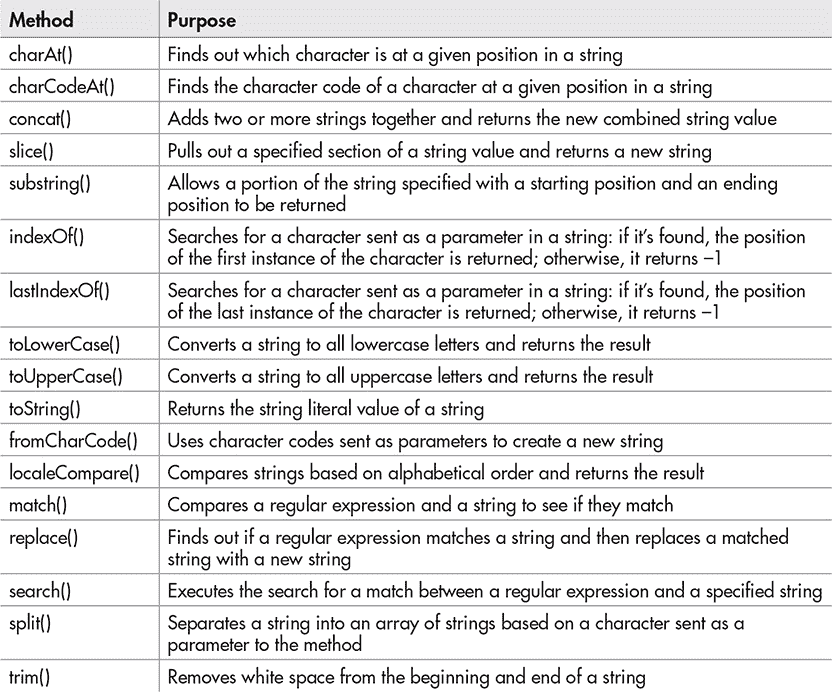 Method Purpose
charAt() Finds out which character is at a given position in a string
charCodeAt() Finds the character code of a character at a given position in a string
concat() Adds two or more strings together and returns the new combined string value
slice() Pulls out a specified section of a string value and returns a new string
substring() Allows a portion of the string specified with a starting position and an ending
position to be returned
indexOf() Searches for a character sent as a parameter in a string: if it’s found, the position
of the first instance of the character is returned; otherwise, it returns –1
lastIndexOf() Searches for a character sent as a parameter in a string: if it’s found, the position
of the last instance of the character is returned; otherwise, it returns –1
toLowerCase() Converts a string to all lowercase letters and returns the result
toUpperCase() Converts a string to all uppercase letters and returns the result
toString() Returns the string literal value of a string
fromCharCode() Uses character codes sent as parameters to create a new string
localeCompare() Compares strings based on alphabetical order and returns the result
match() Compares a regular expression and a string to see if they match
replace() Finds out if a regular expression matches a string and then replaces a matched
string with a new string
search() Executes the search for a match between a regular expression and a specified string
split() Separates a string into an array of strings based on a character sent as a
parameter to the method
trim() Removes white space from the beginning and end of a string